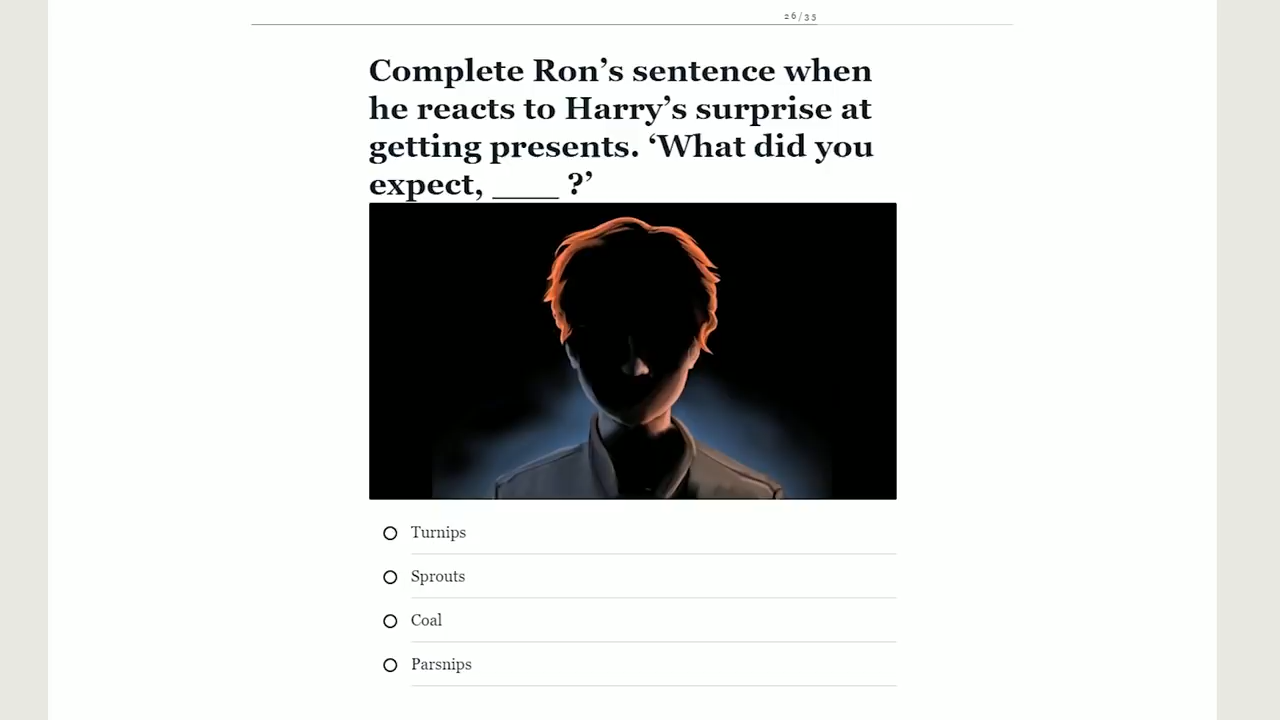 26/35
Complete Ron’s sentence when
he reacts to Harry’s surprise at
getting presents. ‘What did you
expect, ____ ?’
Turnips
Sprouts
Coal
Parsnips